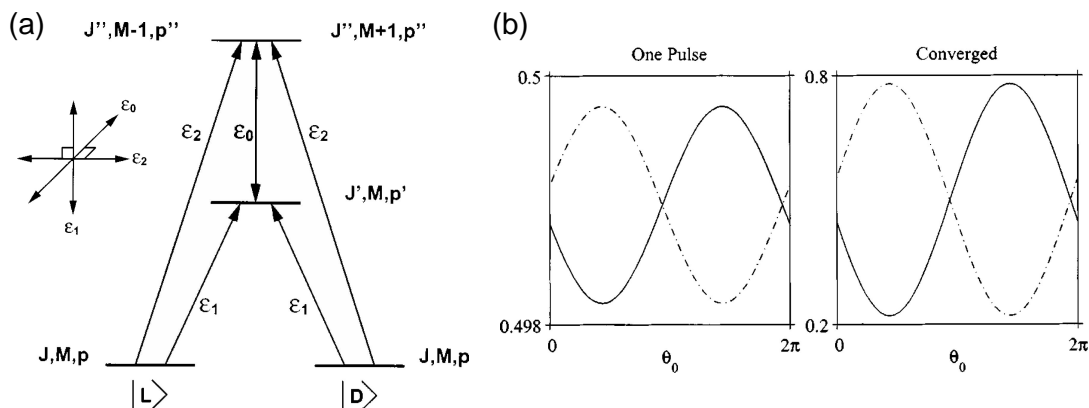 (a)
J'',M-1,p'' J'',M+1,p''
ε₀
ε₂
ε₁
ε₂ ε₀ ε₂
J',M,p'
ε₁ ε₁
J,M,p J,M,p
|L> |D>
(b)
One Pulse
0.5
0.498
0 2π
θ₀
Converged
0.8
0.2
0 2π
θ₀